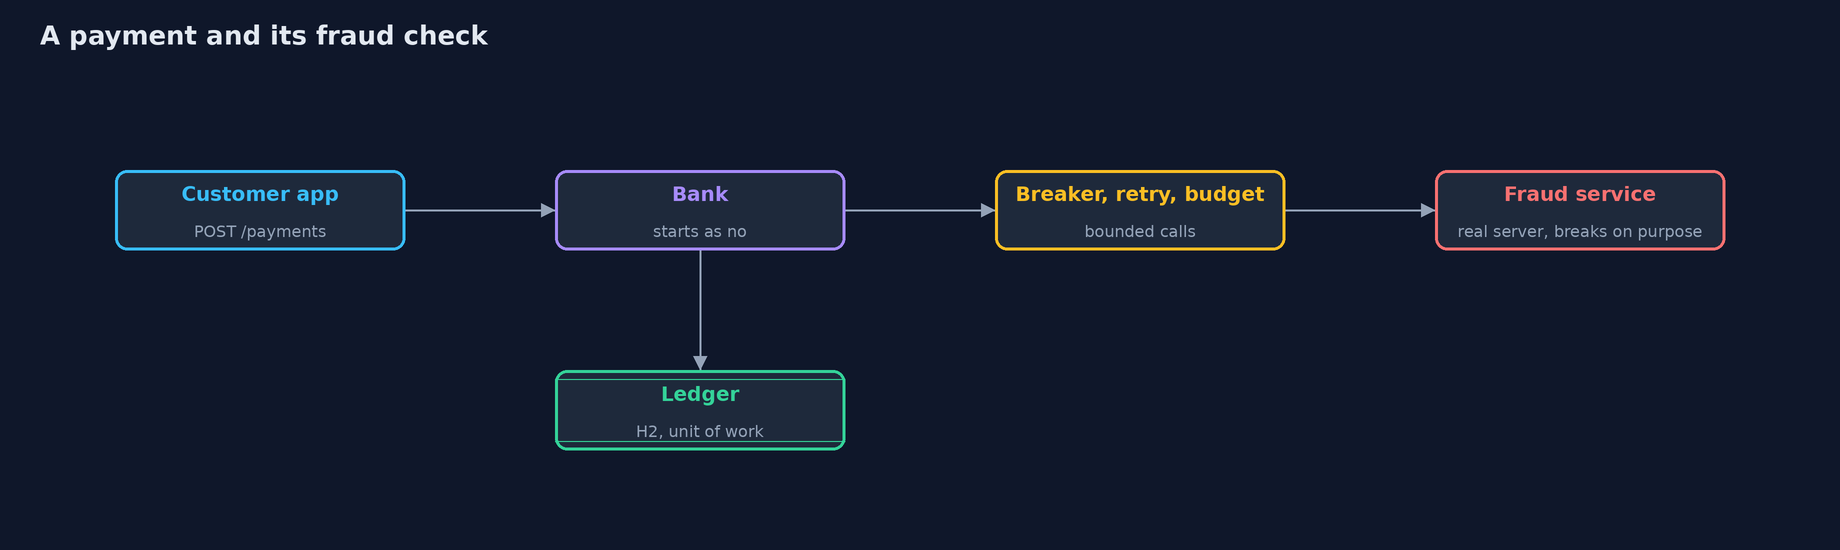 A payment and its fraud check
Customer app
POST /payments
Bank
starts as no
Breaker, retry, budget
bounded calls
Fraud service
real server, breaks on purpose
Ledger
H2, unit of work